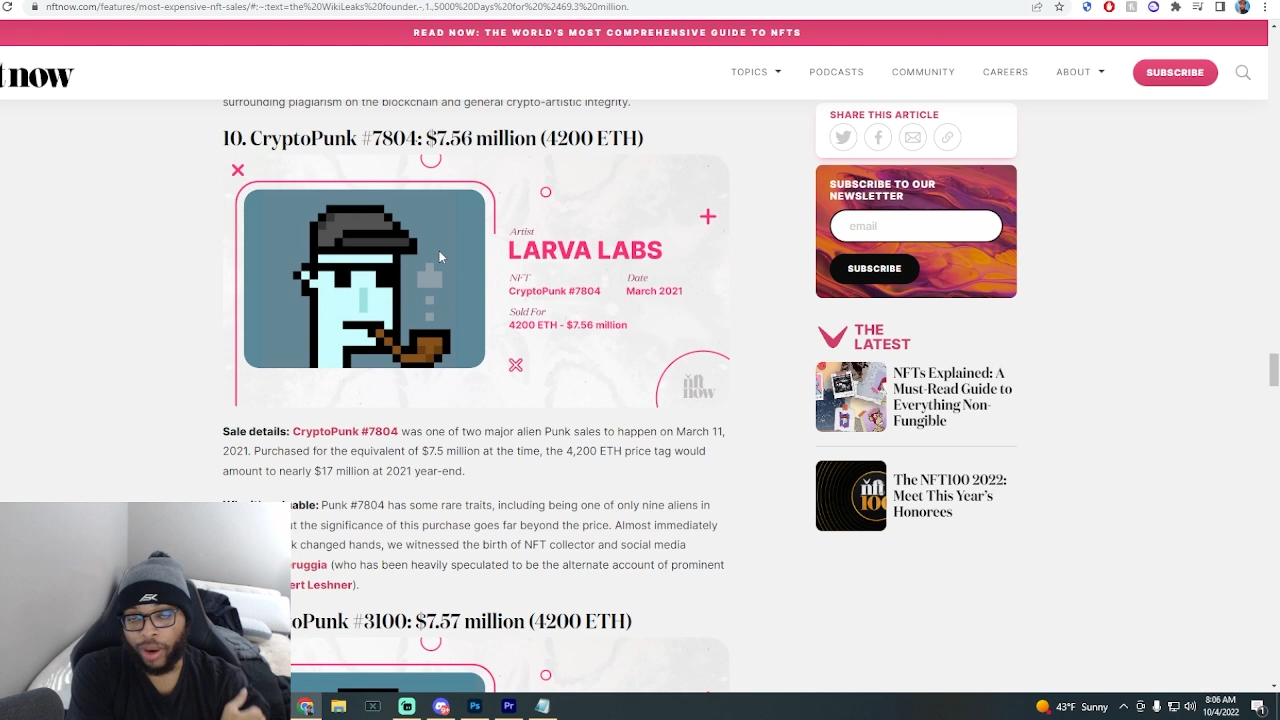 nftnow.com/features/most-expensive-nft-sales/#:~:text=the%20WikiLeaks%20founder.-,1.,5000%20Days%20for%20%2469.3%20million.
READ NOW: THE WORLD'S MOST COMPREHENSIVE GUIDE TO NFTS
t now
TOPICS
PODCASTS
COMMUNITY
CAREERS
ABOUT
SUBSCRIBE
surrounding plagiarism on the blockchain and general crypto-artistic integrity.
10. CryptoPunk #7804: $7.56 million (4200 ETH)
Artist
LARVA LABS
NFT
Date
CryptoPunk #7804
March 2021
Sold For
4200 ETH - $7.56 million
nft
now
Sale details: CryptoPunk #7804 was one of two major alien Punk sales to happen on March 11,
2021. Purchased for the equivalent of $7.5 million at the time, the 4,200 ETH price tag would
amount to nearly $17 million at 2021 year-end.
uable: Punk #7804 has some rare traits, including being one of only nine aliens in
t the significance of this purchase goes far beyond the price. Almost immediately
k changed hands, we witnessed the birth of NFT collector and social media
ruggia (who has been heavily speculated to be the alternate account of prominent
ert Leshner).
oPunk #3100: $7.57 million (4200 ETH)
SHARE THIS ARTICLE
SUBSCRIBE TO OUR
NEWSLETTER
email
SUBSCRIBE
THE
LATEST
NFTs Explained: A
Must-Read Guide to
Everything Non-
Fungible
nft
100
The NFT100 2022:
Meet This Year's
Honorees
Ps
Pr
43°F Sunny
8:06 AM
10/4/2022
1